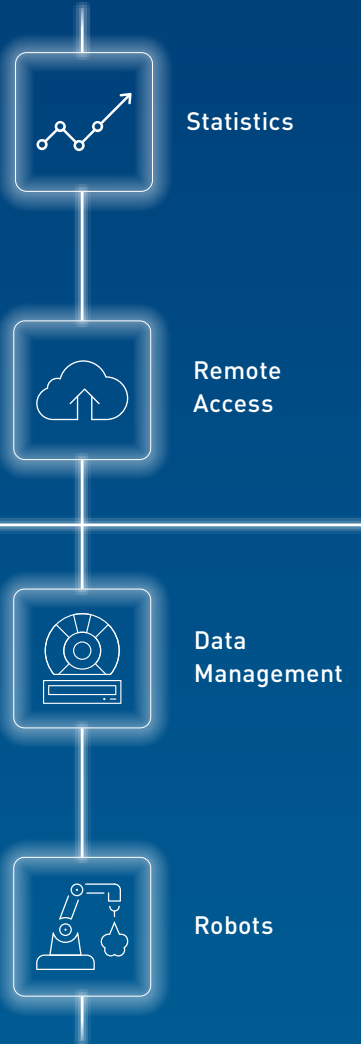 Statistics
Remote
Access
Data
Management
Robots